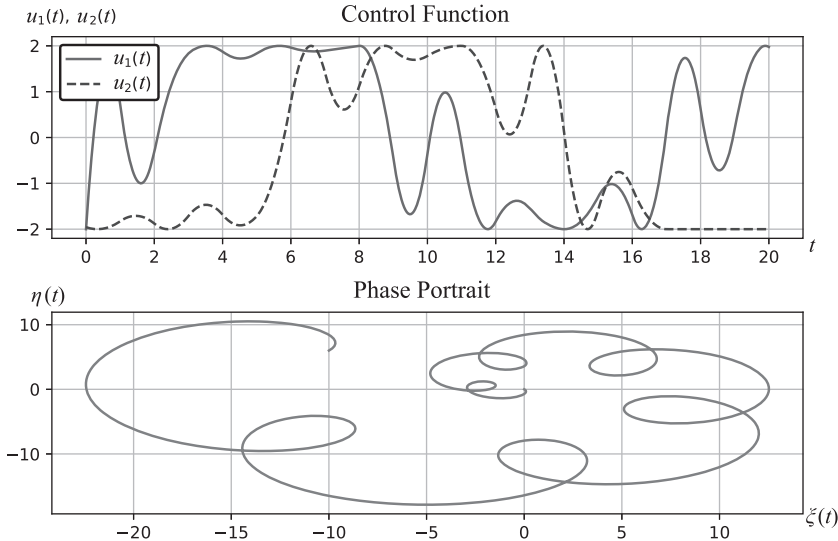 u₁(t), u₂(t)
Control Function
2
1
0
−1
−2
u₁(t)
u₂(t)
0 2 4 6 8 10 12 14 16 18 20
t
η(t)
Phase Portrait
10
0
−10
−20 −15 −10 −5 0 5 10
ξ(t)